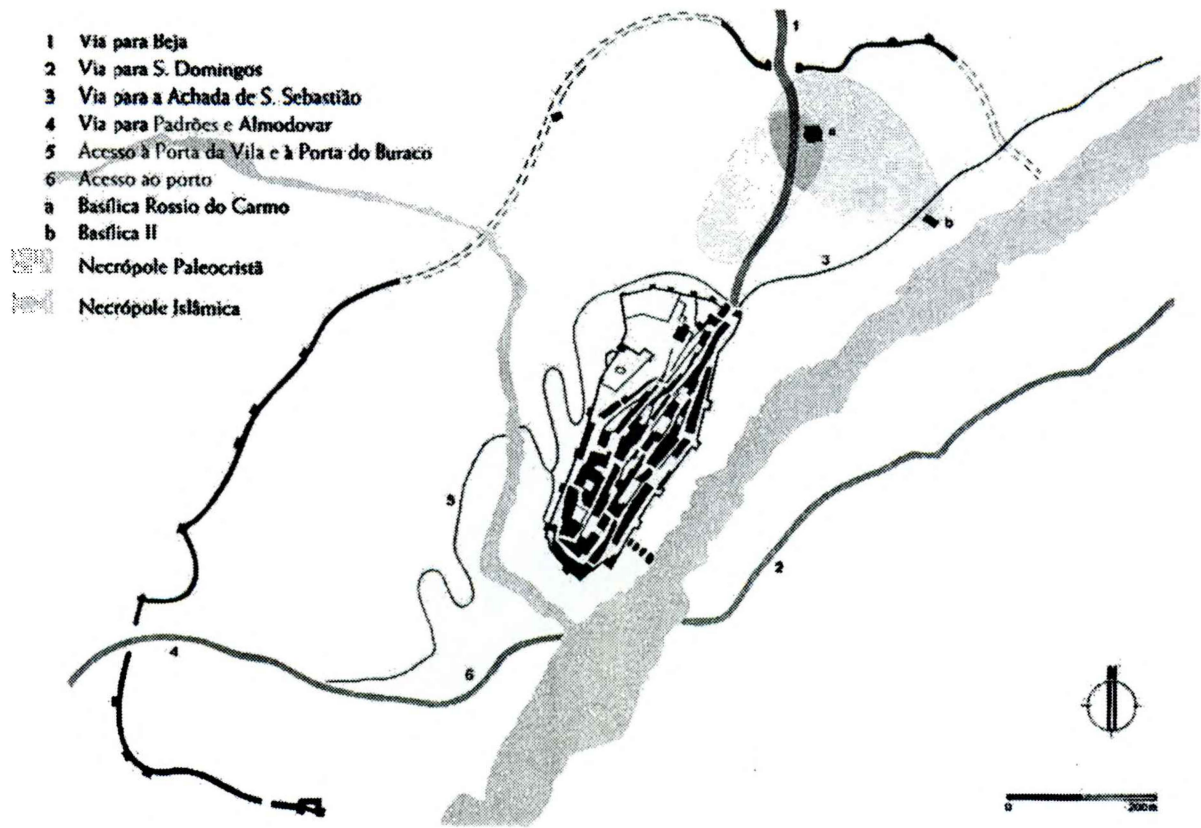 1 Via para Beja
2 Via para S. Domingos
3 Via para a Achada de S. Sebastião
4 Via para Padrões e Almodovar
5 Acesso à Porta da Vila e à Porta do Buraco
6 Acesso ao porto
a Basílica Rossio do Carmo
b Basílica II
Necrópole Paleocristã
Necrópole Islâmica
1
a
b
3
5
2
4
6
0 200m